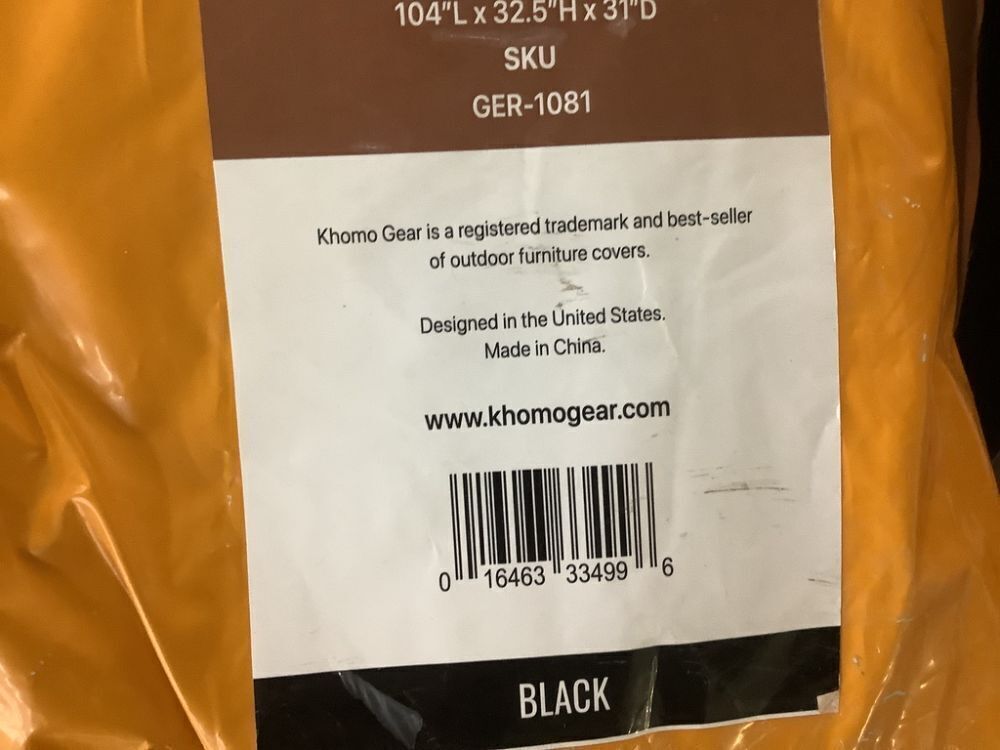 104"L x 32.5"H x 31"D
SKU
GER-1081
Khomo Gear is a registered trademark and best-seller
of outdoor furniture covers.
Designed in the United States.
Made in China.
www.khomogear.com
0 16463 33499 6
BLACK